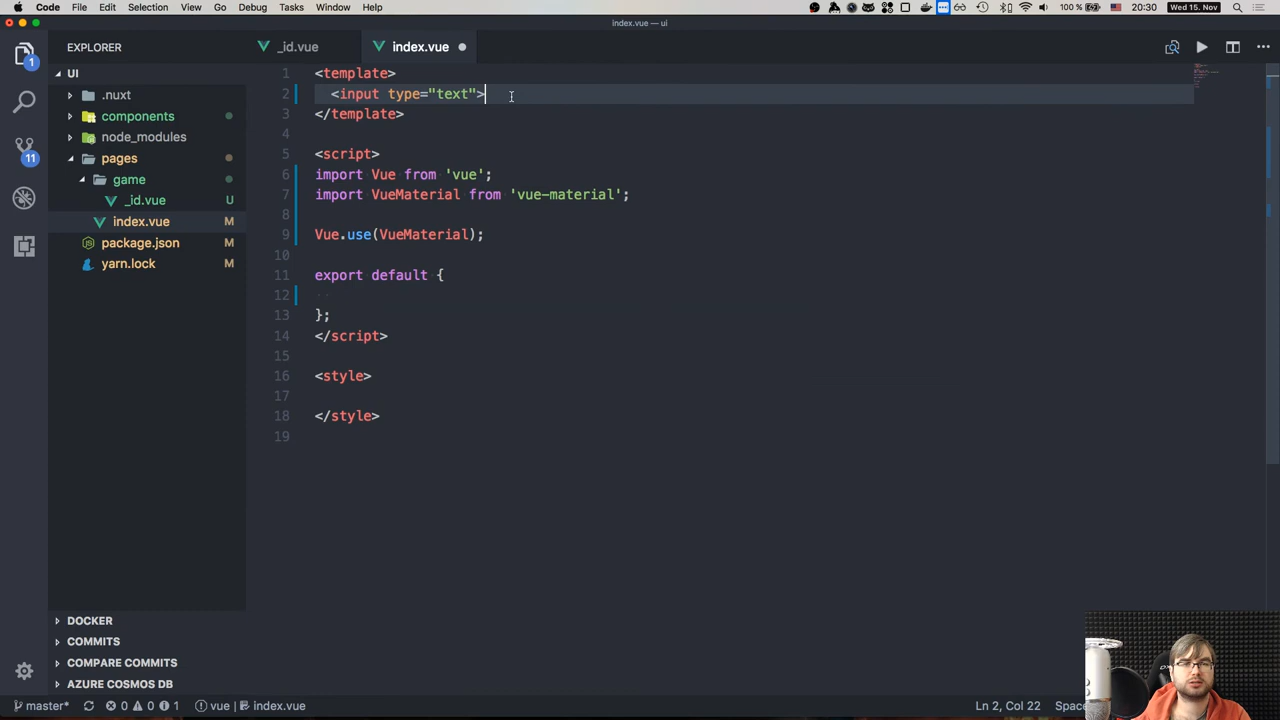 Code File Edit Selection View Go Debug Tasks Window Help 100 % 20:30 Wed 15. Nov
index.vue — ui
EXPLORER
_id.vue
index.vue
UI
.nuxt
components
node_modules
pages
game
_id.vue U
index.vue M
package.json M
yarn.lock M
1
11
1 <template>
2 <input type="text">
3 </template>
4
5 <script>
6 import Vue from 'vue';
7 import VueMaterial from 'vue-material';
8
9 Vue.use(VueMaterial);
10
11 export default {
12
13 };
14 </script>
15
16 <style>
17
18 </style>
19
DOCKER
COMMITS
COMPARE COMMITS
AZURE COSMOS DB
master* 0 0 1 vue index.vue Ln 2, Col 22